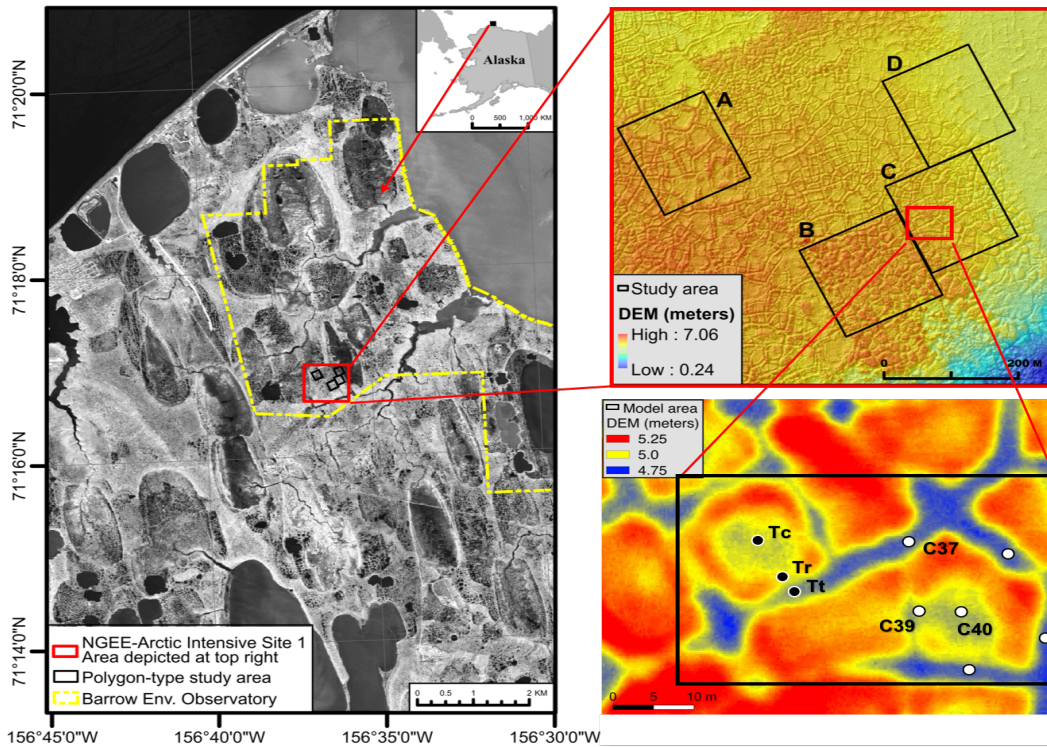 71°20'0"N
71°18'0"N
71°16'0"N
71°14'0"N
156°45'0"W
156°40'0"W
156°35'0"W
156°30'0"W
Alaska
0 500 1,000 KM
NGEE-Arctic Intensive Site 1
Area depicted at top right
Polygon-type study area
Barrow Env. Observatory
0 0.5 1 2 KM
A
D
C
B
Study area
DEM (meters)
High : 7.06
Low : 0.24
0 200 M
Model area
DEM (meters)
5.25
5.0
4.75
Tc
Tr
Tt
C37
C39
C40
0 5 10 m